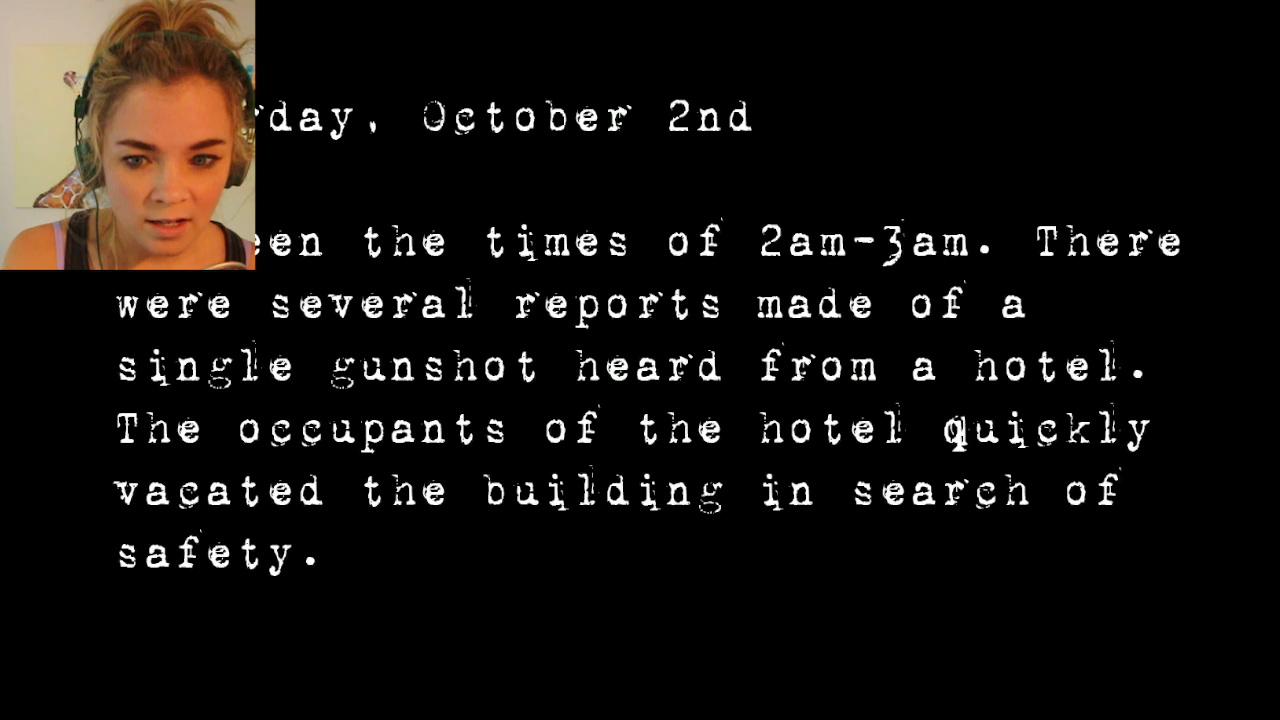 rday, October 2nd
een the times of 2am-3am. There
were several reports made of a
single gunshot heard from a hotel.
The occupants of the hotel quickly
vacated the building in search of
safety.